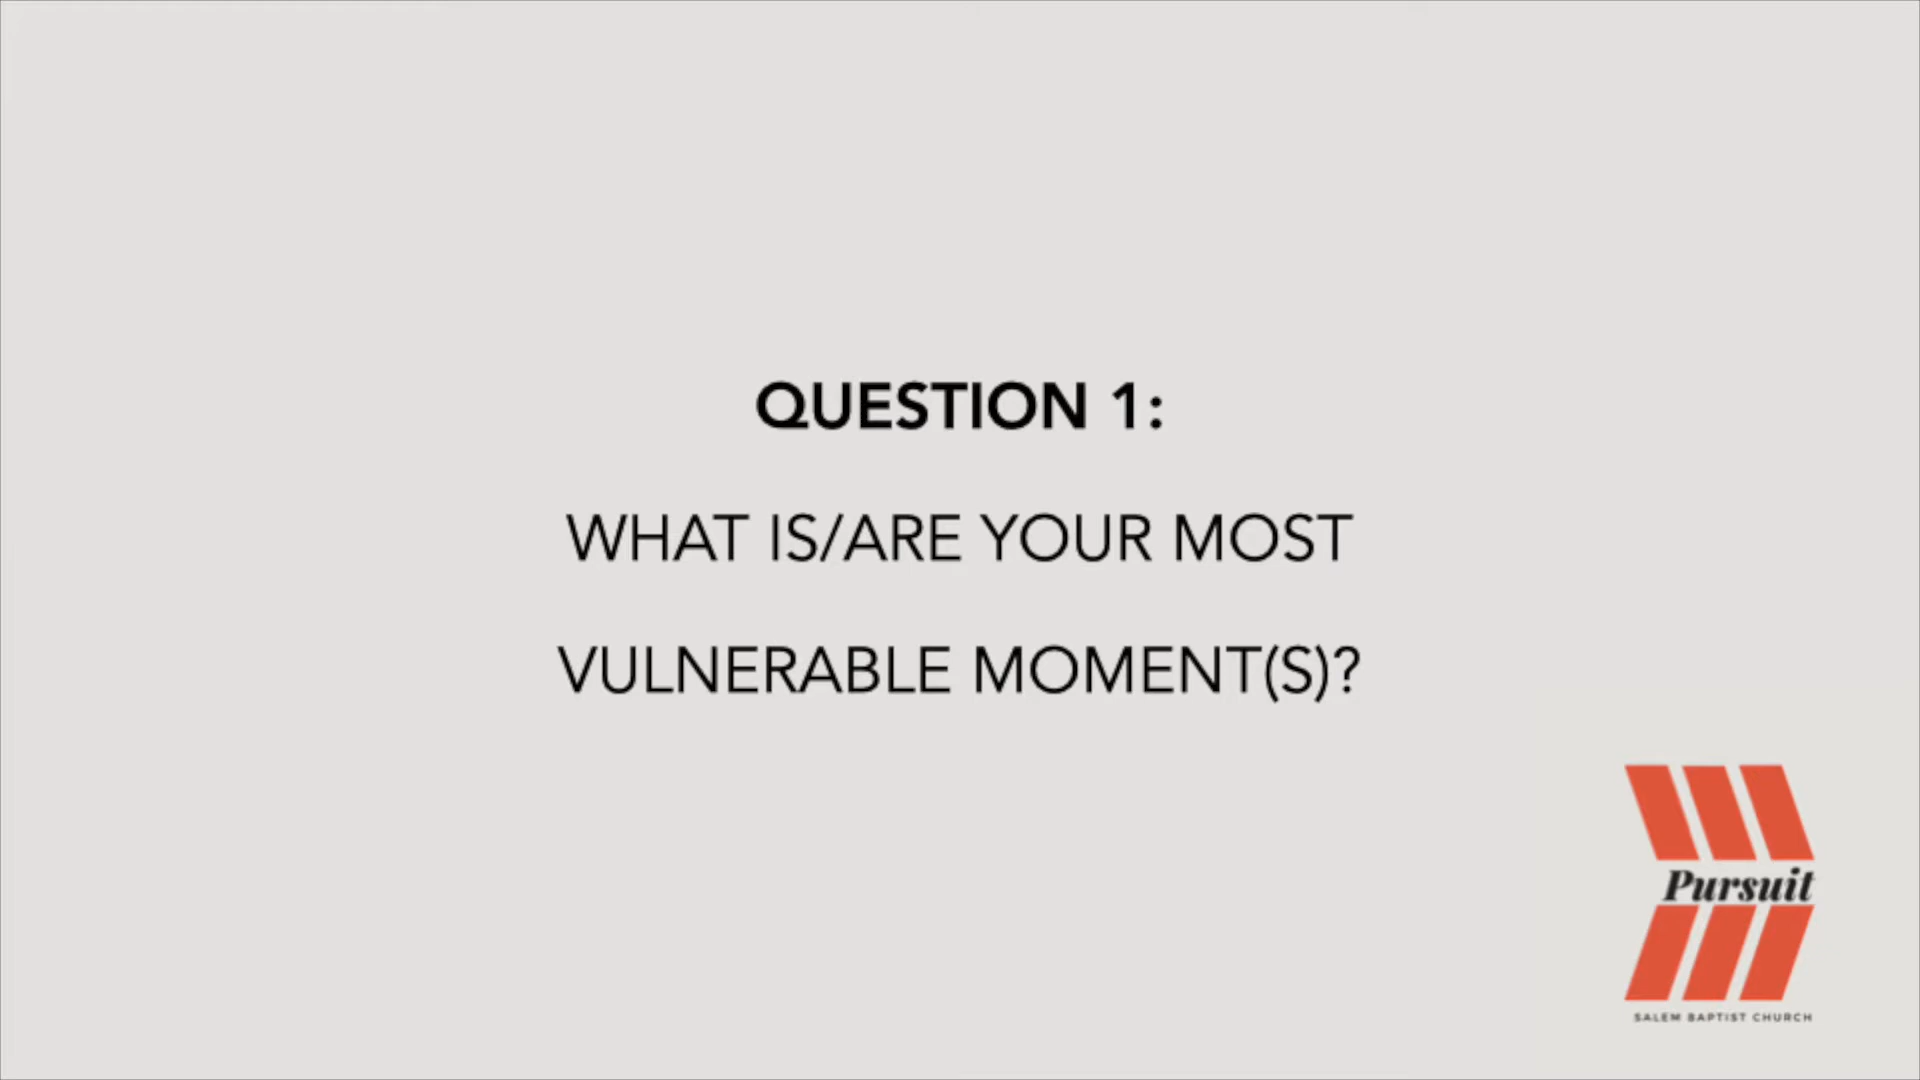 QUESTION 1:
WHAT IS/ARE YOUR MOST
VULNERABLE MOMENT(S)?
Pursuit
SALEM BAPTIST CHURCH